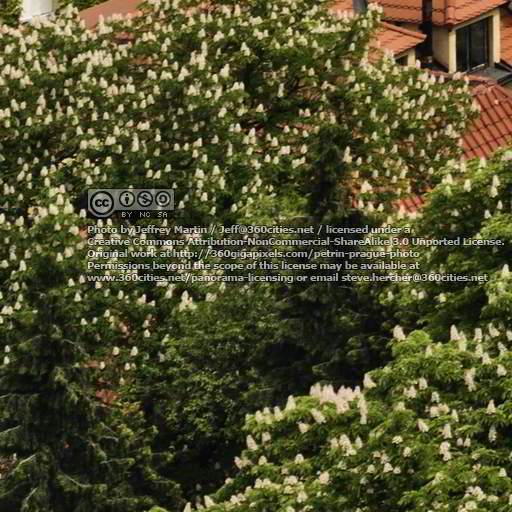 cc BY NC SA
Photo by Jeffrey Martin / Jeff@360cities.net / licensed under a
Creative Commons Attribution-NonCommercial-ShareAlike 3.0 Unported License.
Original work at http://360gigapixels.com/petrin-prague-photo
Permissions beyond the scope of this license may be available at
www.360cities.net/panorama-licensing or email steve.hercher@360cities.net